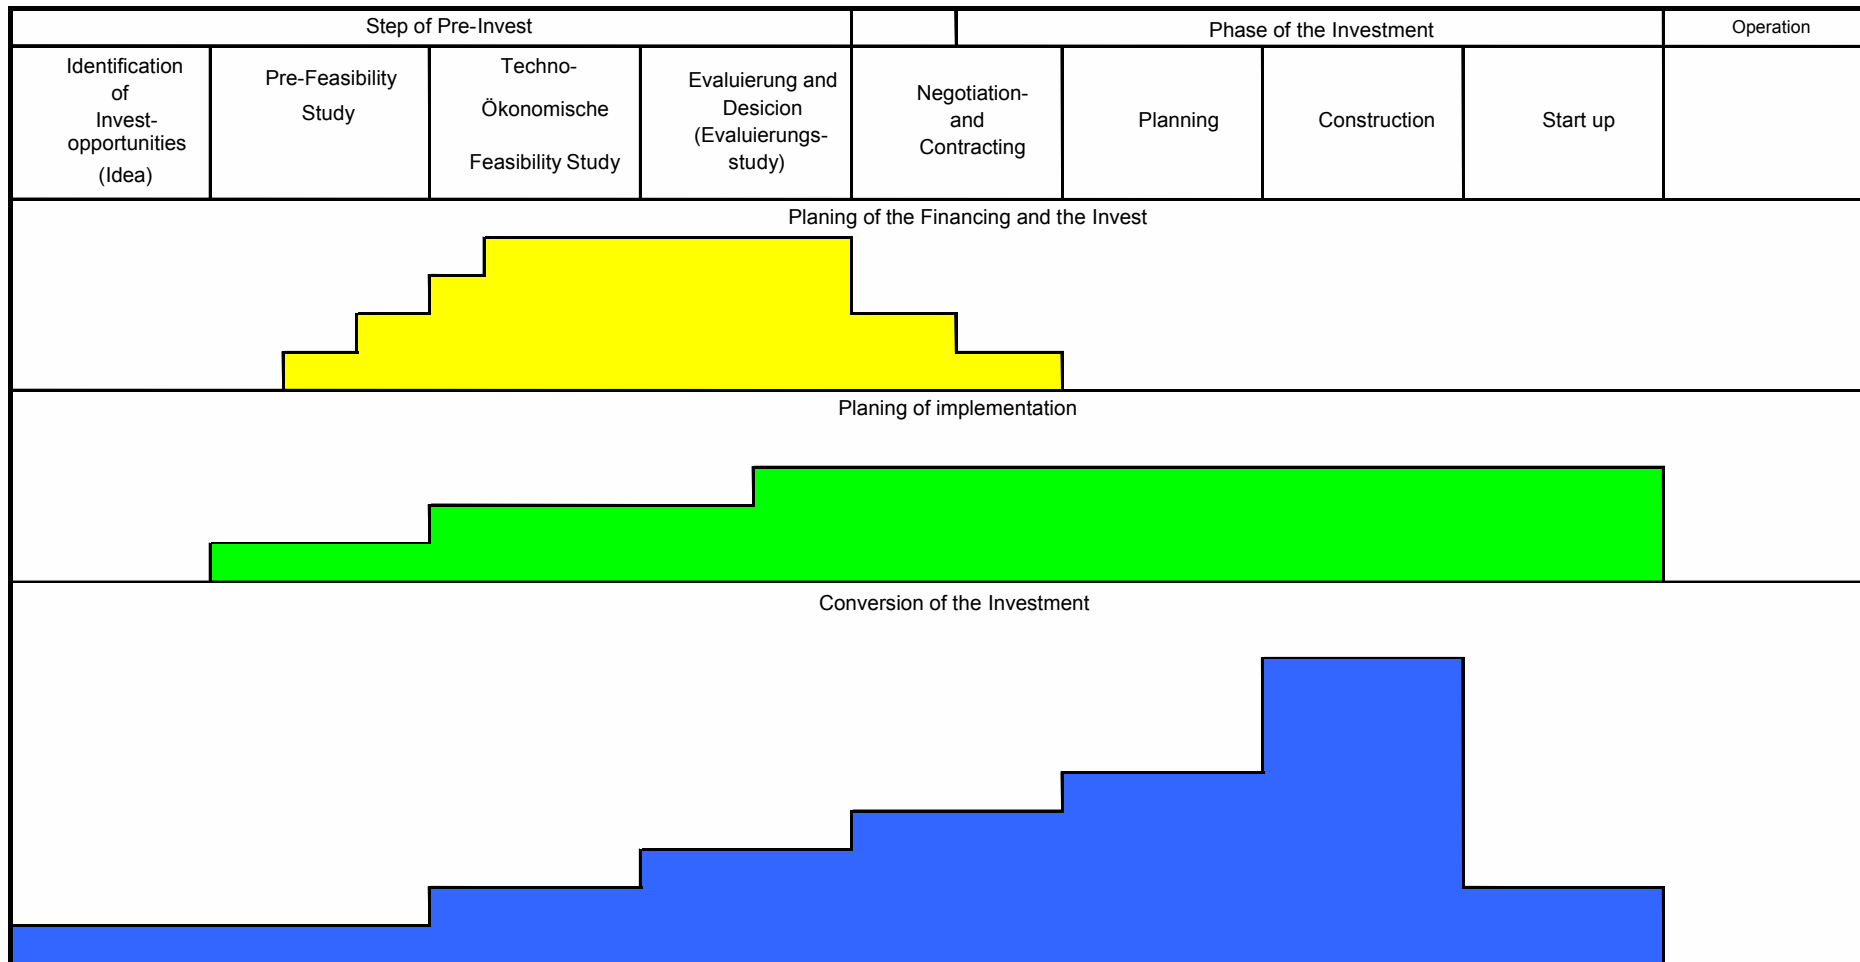 Step of Pre-Invest
Phase of the Investment
Operation
Identification
of
Invest-
opportunities
(Idea)
Pre-Feasibility
Study
Techno-
Ökonomische
Feasibility Study
Evaluierung and
Desicion
(Evaluierungs-
study)
Negotiation-
and
Contracting
Planning
Construction
Start up
Planing of the Financing and the Invest
Planing of implementation
Conversion of the Investment